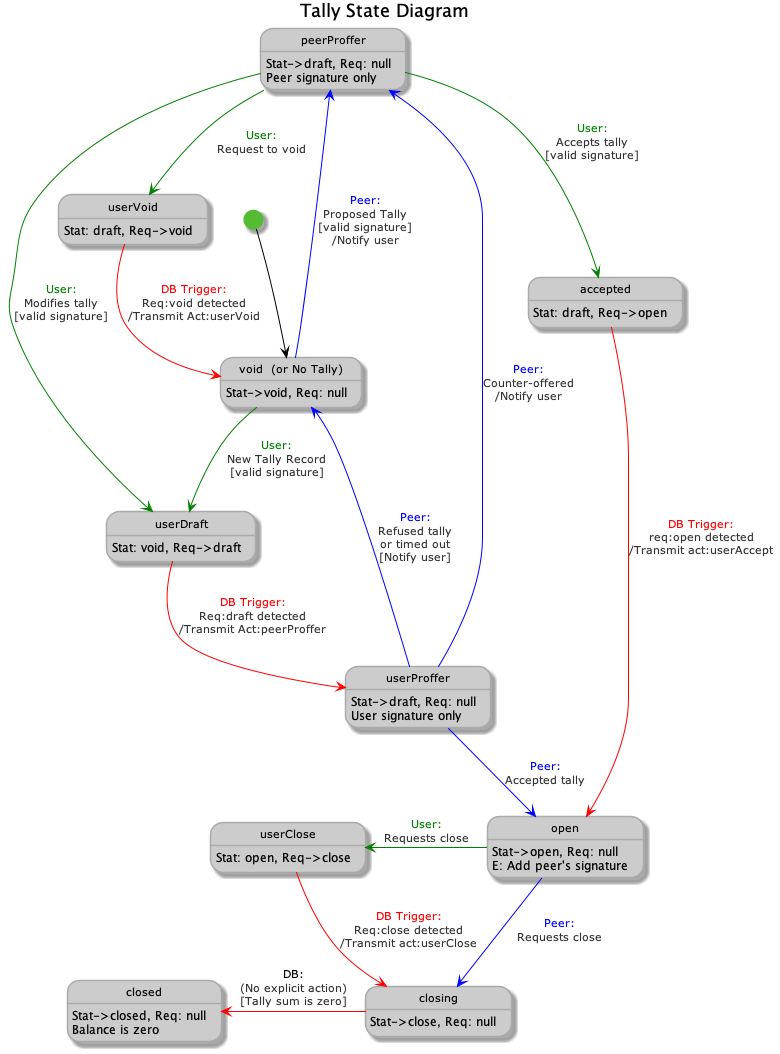 Tally State Diagram
peerProffer
Stat->draft, Req: null
Peer signature only
User:
Accepts tally
[valid signature]
User:
Request to void
userVoid
Stat: draft, Req->void
Peer:
Proposed Tally
[valid signature]
/Notify user
User:
Modifies tally
[valid signature]
DB Trigger:
Req:void detected
/Transmit Act:userVoid
accepted
Stat: draft, Req->open
void  (or No Tally)
Stat->void, Req: null
Peer:
Counter-offered
/Notify user
User:
New Tally Record
[valid signature]
userDraft
Stat: void, Req->draft
Peer:
Refused tally
or timed out
[Notify user]
DB Trigger:
req:open detected
/Transmit act:userAccept
DB Trigger:
Req:draft detected
/Transmit Act:peerProffer
userProffer
Stat->draft, Req: null
User signature only
Peer:
Accepted tally
userClose
Stat: open, Req->close
User:
Requests close
open
Stat->open, Req: null
E: Add peer's signature
DB Trigger:
Req:close detected
/Transmit act:userClose
Peer:
Requests close
DB:
(No explicit action)
[Tally sum is zero]
closed
Stat->closed, Req: null
Balance is zero
closing
Stat->close, Req: null